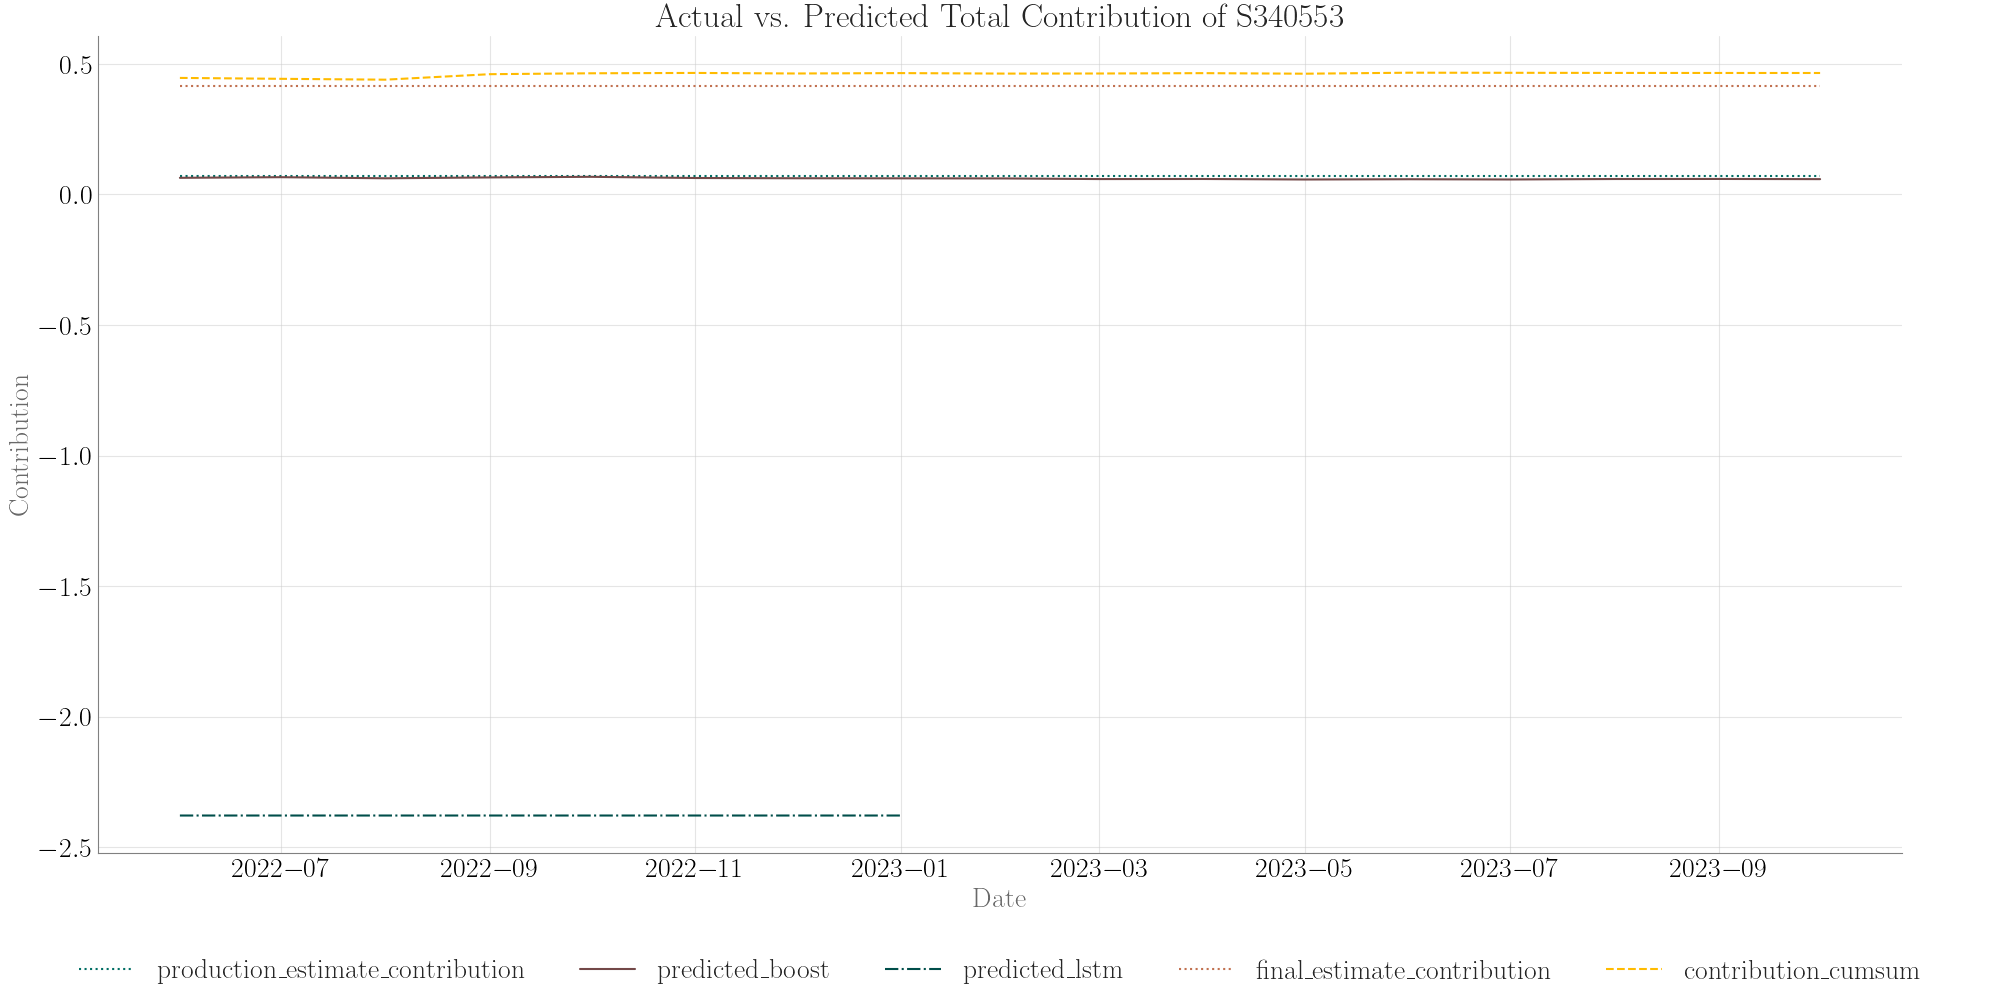 Actual vs. Predicted Total Contribution of S340553
0.5
0.0
−0.5
−1.0
−1.5
−2.0
−2.5
Contribution
2022−07 2022−09 2022−11 2023−01 2023−03 2023−05 2023−07 2023−09
Date
production_estimate_contribution predicted_boost predicted_lstm final_estimate_contribution contribution_cumsum